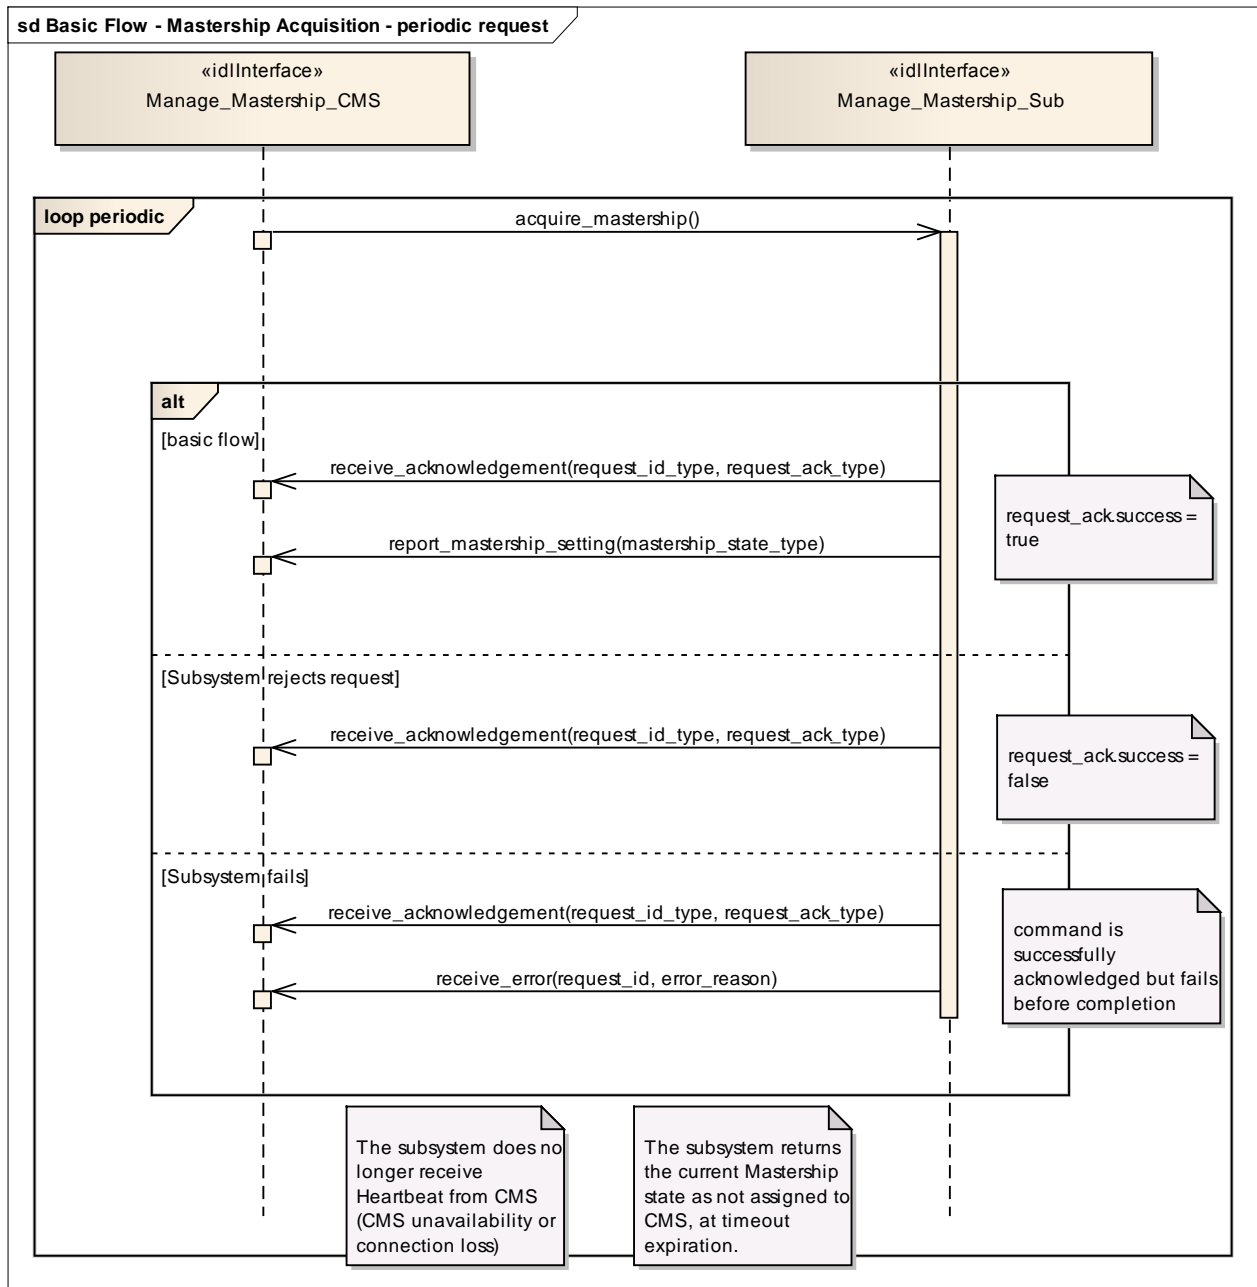 sd Basic Flow - Mastership Acquisition - periodic request
«idlInterface»
Manage_Mastership_CMS
«idlInterface»
Manage_Mastership_Sub
loop periodic
acquire_mastership()
alt
[basic flow]
receive_acknowledgement(request_id_type, request_ack_type)
request_ack.success =
true
report_mastership_setting(mastership_state_type)
[Subsystem rejects request]
receive_acknowledgement(request_id_type, request_ack_type)
request_ack.success =
false
[Subsystem fails]
receive_acknowledgement(request_id_type, request_ack_type)
receive_error(request_id, error_reason)
command is
successfully
acknowledged but fails
before completion
The subsystem does no
longer receive
Heartbeat from CMS
(CMS unavailability or
connection loss)
The subsystem returns
the current Mastership
state as not assigned to
CMS, at timeout
expiration.